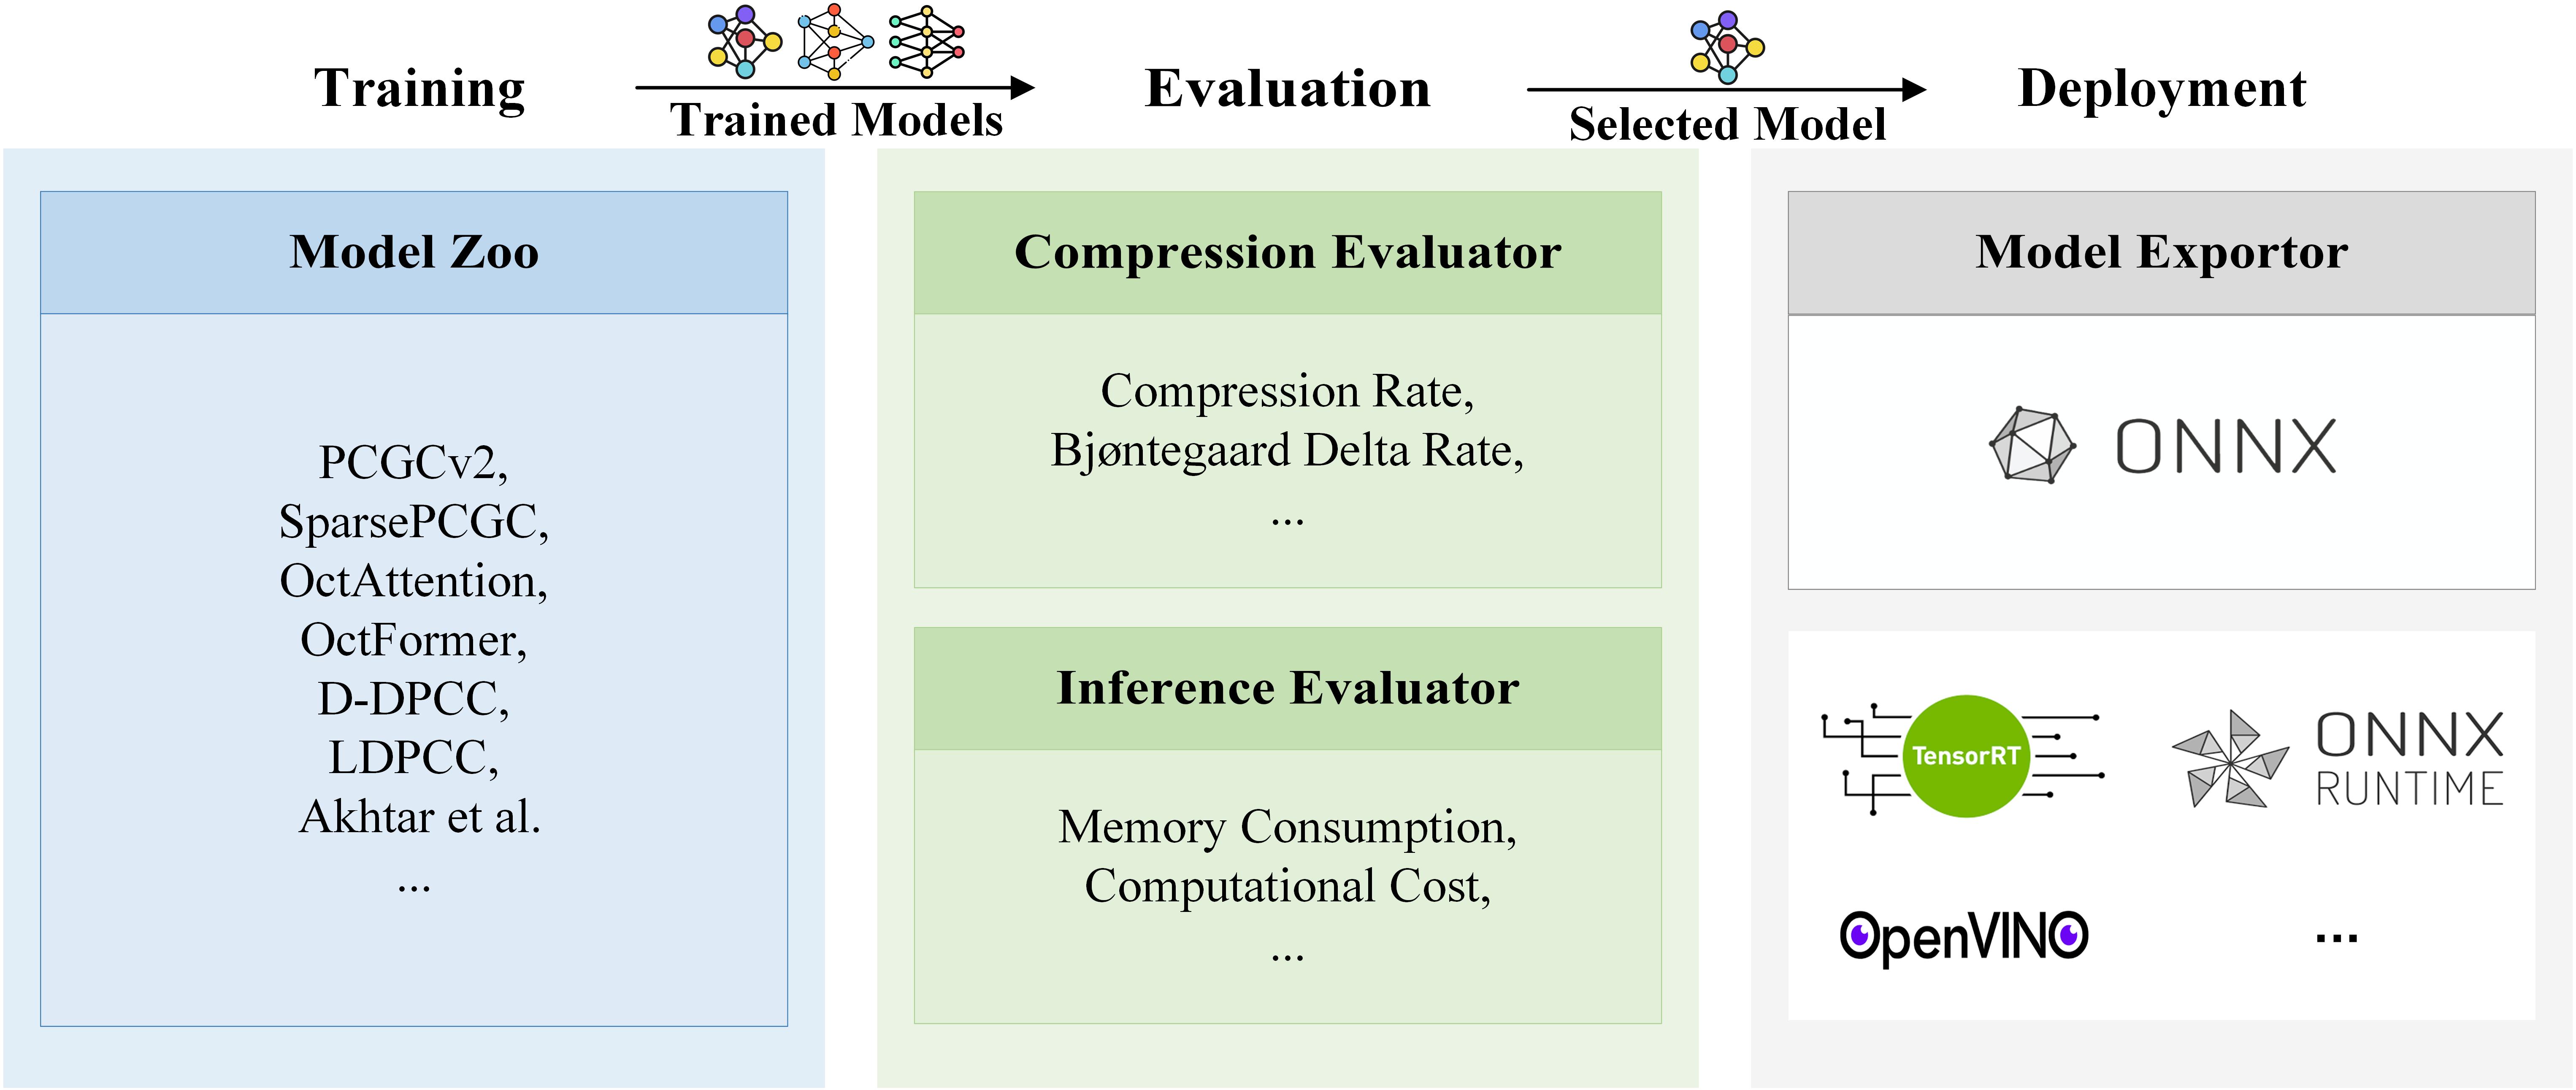 Training
Trained Models
Evaluation
Selected Model
Deployment
Model Zoo
PCGCv2,
SparsePCGC,
OctAttention,
OctFormer,
D-DPCC,
LDPCC,
Akhtar et al.
...
Compression Evaluator
Compression Rate,
Bjøntegaard Delta Rate,
...
Inference Evaluator
Memory Consumption,
Computational Cost,
...
Model Exportor
ONNX
TensorRT
ONNX
RUNTIME
OpenVINO
...